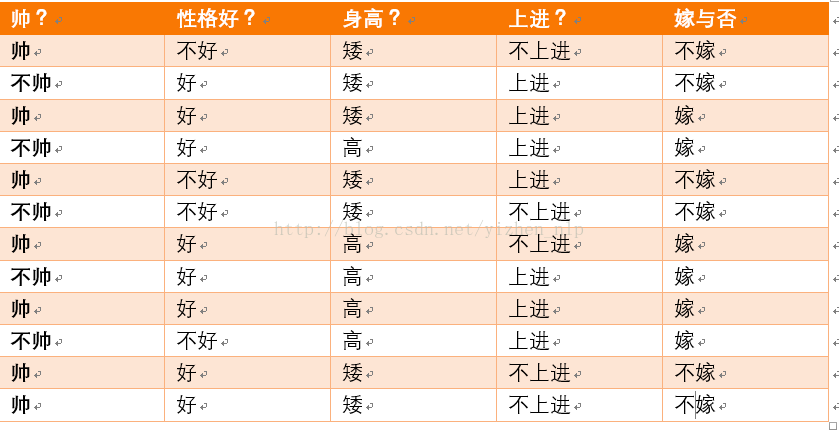 帅？ 性格好？ 身高？ 上进？ 嫁与否
帅 不好 矮 不上进 不嫁
不帅 好 矮 上进 不嫁
帅 好 矮 上进 嫁
不帅 好 高 上进 嫁
帅 不好 矮 上进 不嫁
不帅 不好 矮 不上进 不嫁
http://blog.csdn.net/yizhen_nlp
帅 好 高 不上进 嫁
不帅 好 高 上进 嫁
帅 好 高 上进 嫁
不帅 不好 高 上进 嫁
帅 好 矮 不上进 不嫁
帅 好 矮 不上进 不嫁